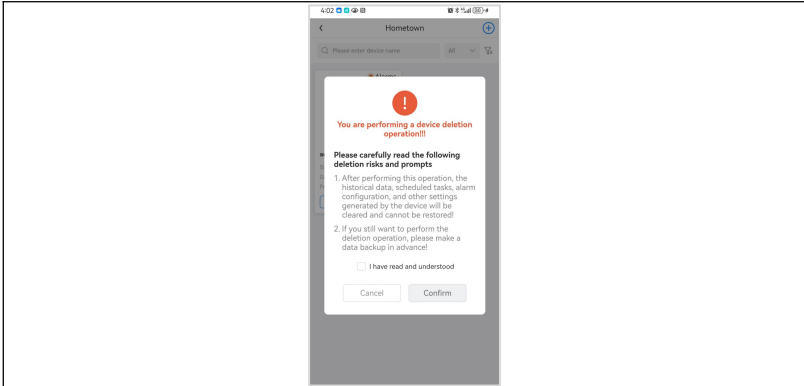 4:02
Hometown
Please enter device name
All
Alarms
You are performing a device deletion
operation!!!
Please carefully read the following
deletion risks and prompts
1. After performing this operation, the
historical data, scheduled tasks, alarm
configuration, and other settings
generated by the device will be
cleared and cannot be restored!
2. If you still want to perform the
deletion operation, please make a
data backup in advance!
I have read and understood
Cancel
Confirm